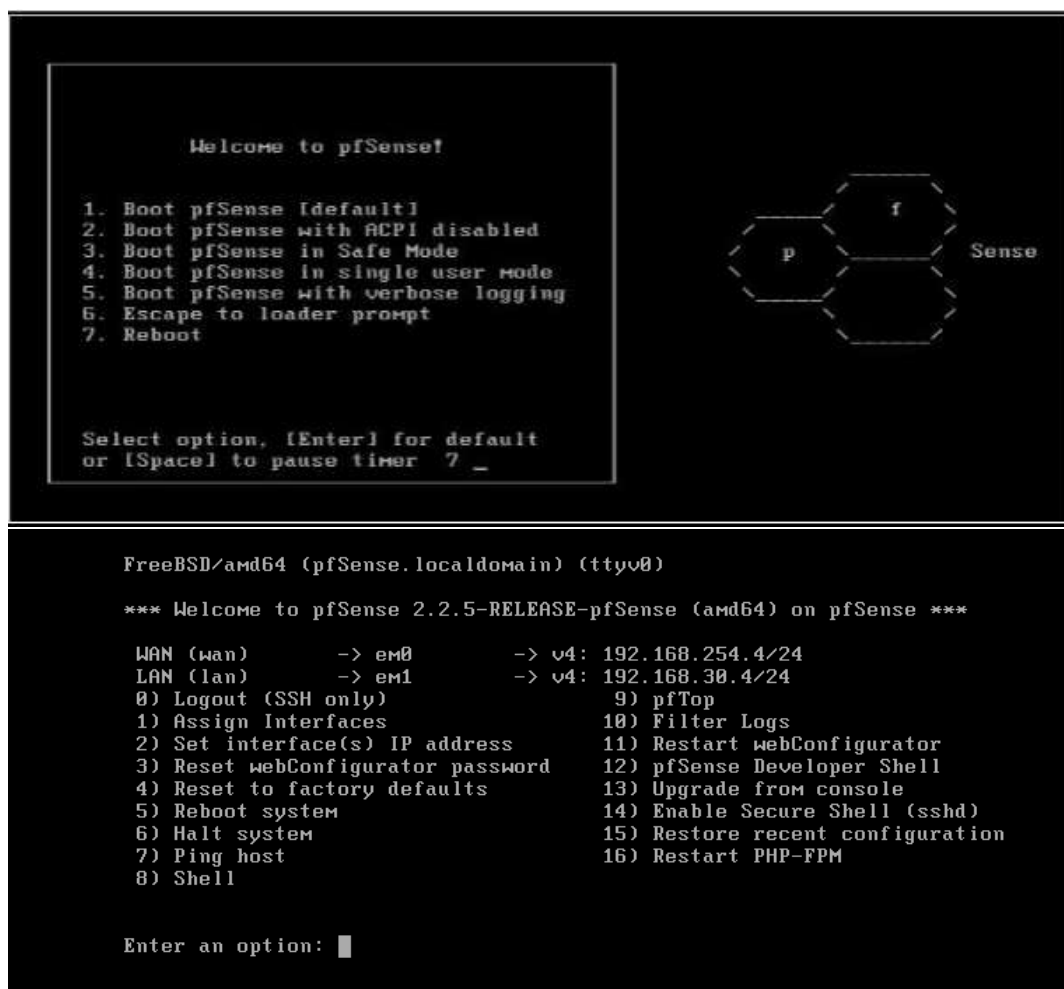 Welcome to pfSense!
1. Boot pfSense [default]
2. Boot pfSense with ACPI disabled
3. Boot pfSense in Safe Mode
4. Boot pfSense in single user mode
5. Boot pfSense with verbose logging
6. Escape to loader prompt
7. Reboot
Select option, [Enter] for default
or [Space] to pause timer 7 _
f
p
Sense
FreeBSD/amd64 (pfSense.localdomain) (ttyv0)
*** Welcome to pfSense 2.2.5-RELEASE-pfSense (amd64) on pfSense ***
WAN (wan) -> em0 -> v4: 192.168.254.4/24
LAN (lan) -> em1 -> v4: 192.168.30.4/24
0) Logout (SSH only) 9) pfTop
1) Assign Interfaces 10) Filter Logs
2) Set interface(s) IP address 11) Restart webConfigurator
3) Reset webConfigurator password 12) pfSense Developer Shell
4) Reset to factory defaults 13) Upgrade from console
5) Reboot system 14) Enable Secure Shell (sshd)
6) Halt system 15) Restore recent configuration
7) Ping host 16) Restart PHP-FPM
8) Shell
Enter an option: